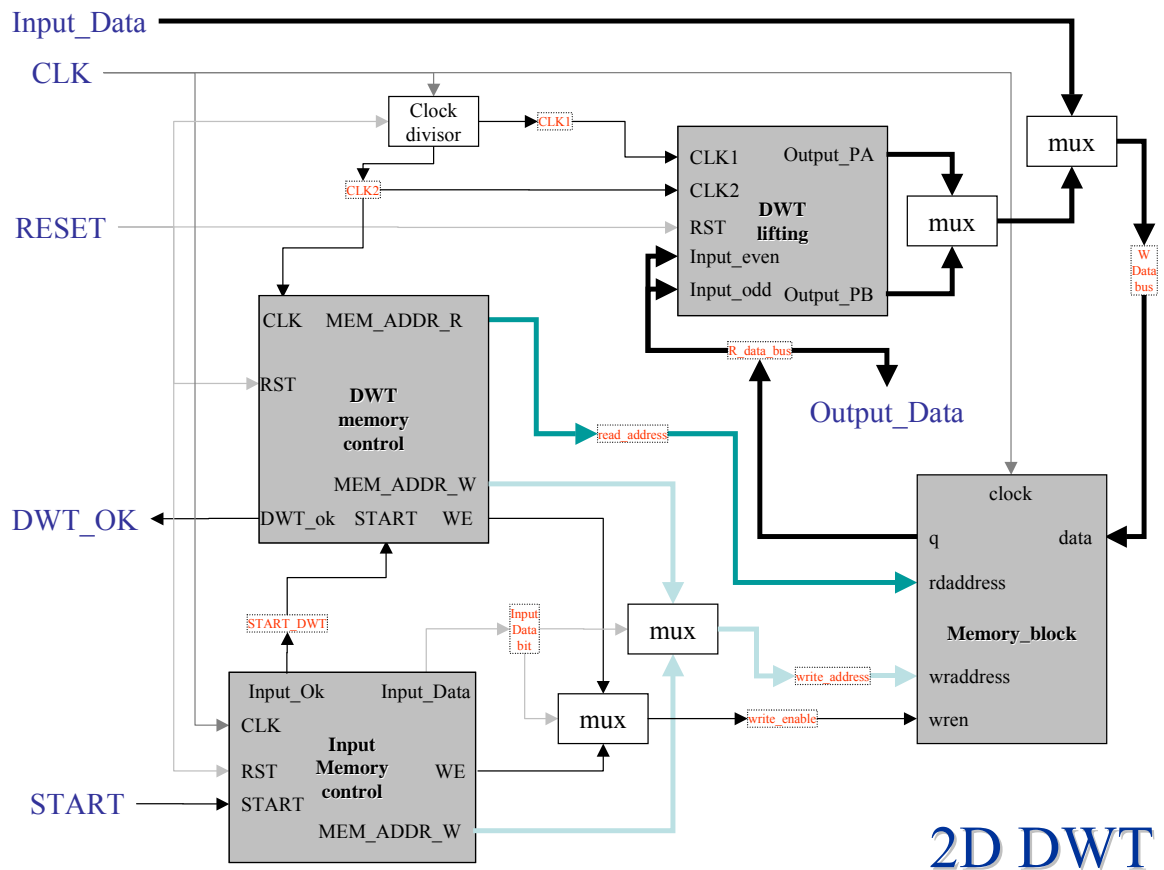 Input_Data
CLK
Clock
divisor
CLK1
CLK2
RESET
CLK1
CLK2
RST
Input_even
Input_odd
DWT
lifting
Output_PA
Output_PB
mux
mux
W
Data
bus
R_data_bus
Output_Data
CLK
MEM_ADDR_R
RST
DWT
memory
control
MEM_ADDR_W
DWT_ok
START
WE
DWT_OK
read_address
clock
q
data
rdaddress
Memory_block
wraddress
wren
START_DWT
Input
Data
bit
mux
write_address
mux
write_enable
Input_Ok
Input_Data
CLK
Input
Memory
control
RST
WE
START
MEM_ADDR_W
START
2D DWT